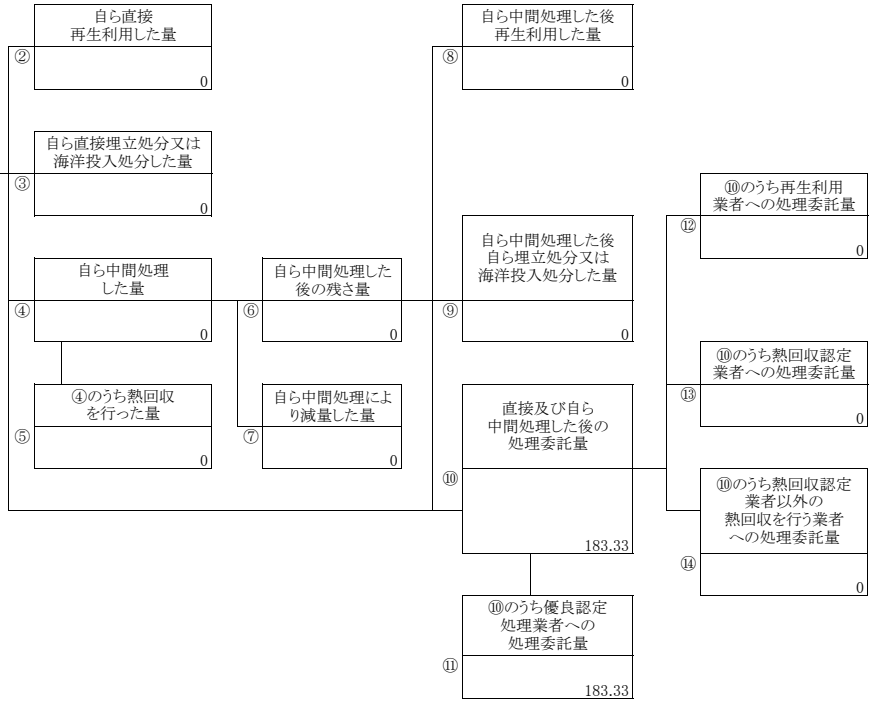 自ら直接
再生利用した量
②
0
自ら直接埋立処分又は
海洋投入処分した量
③
0
自ら中間処理
した量
④
0
④のうち熱回収
を行った量
⑤
0
自ら中間処理した
後の残さ量
⑥
0
自ら中間処理によ
り減量した量
⑦
0
自ら中間処理した後
再生利用した量
⑧
0
自ら中間処理した後
自ら埋立処分又は
海洋投入処分した量
⑨
0
直接及び自ら
中間処理した後の
処理委託量
⑩
183.33
⑩のうち優良認定
処理業者への
処理委託量
⑪
183.33
⑩のうち再生利用
業者への処理委託量
⑫
0
⑩のうち熱回収認定
業者への処理委託量
⑬
0
⑩のうち熱回収認定
業者以外の
熱回収を行う業者
への処理委託量
⑭
0